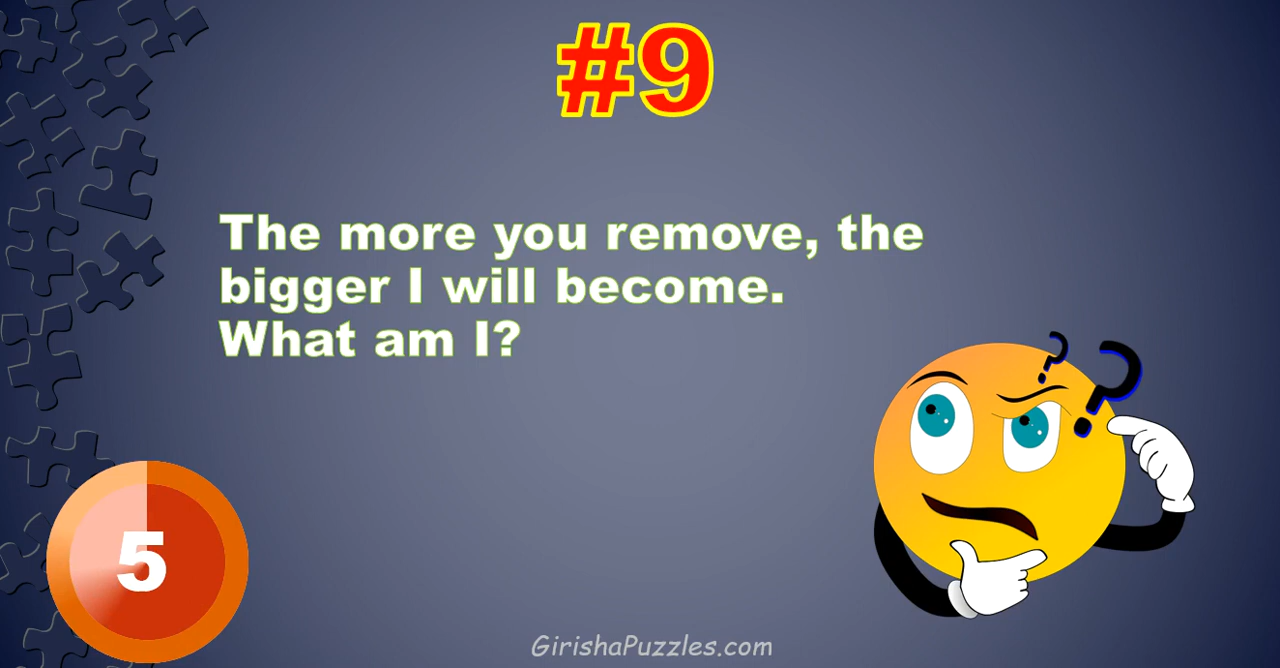 #9
The more you remove, the
bigger I will become.
What am I?
? ?
5
GirishaPuzzles.com